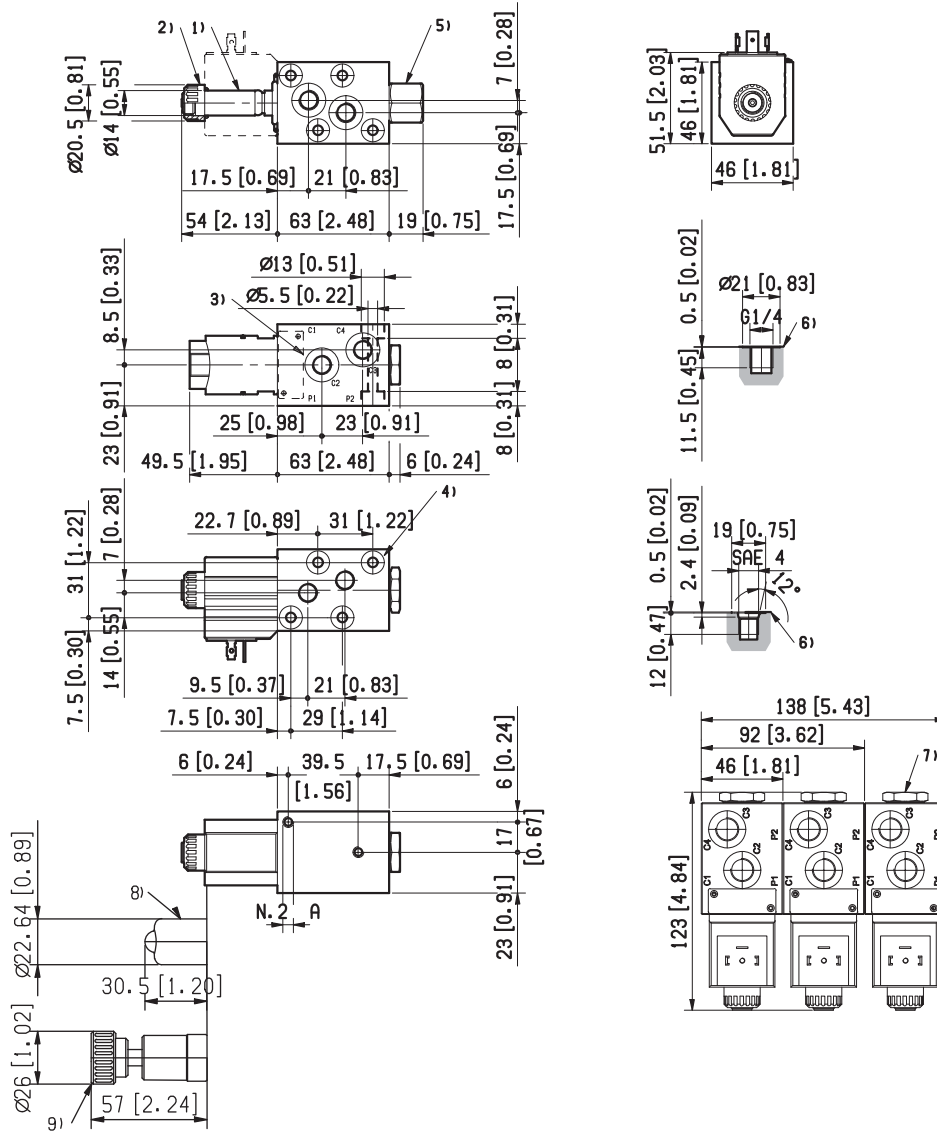 2) 1) 5)
Ø20.5 [0.81]
Ø14 [0.55]
7 [0.28]
17.5 [0.69]
17.5 [0.69] 21 [0.83]
54 [2.13] 63 [2.48] 19 [0.75]
51.5 [2.03]
46 [1.81]
46 [1.81]
Ø13 [0.51]
Ø5.5 [0.22]
3)
8.5 [0.33]
23 [0.91]
C1 C4
C3
C2
P1 P2
8 [0.31]
8 [0.31]
25 [0.98] 23 [0.91]
49.5 [1.95] 63 [2.48] 6 [0.24]
0.5 [0.02]
Ø21 [0.83]
G1/4
6)
11.5 [0.45]
4)
22.7 [0.89] 31 [1.22]
7 [0.28]
31 [1.22]
14 [0.55]
7.5 [0.30]
9.5 [0.37] 21 [0.83]
7.5 [0.30] 29 [1.14]
0.5 [0.02]
2.4 [0.09]
19 [0.75]
SAE 4
12°
6)
12 [0.47]
6 [0.24] 39.5 17.5 [0.69]
[1.56]
6 [0.24]
17
[0.67]
23 [0.91]
N.2 A
138 [5.43]
92 [3.62]
46 [1.81]
7)
123 [4.84]
C3 P2 C3 P2 C3
C4 C4 C4
C2 C2 C2
C1 P1 C1 P1 C1
8)
Ø22.64 [0.89]
30.5 [1.20]
Ø26 [1.02]
57 [2.24]
9)